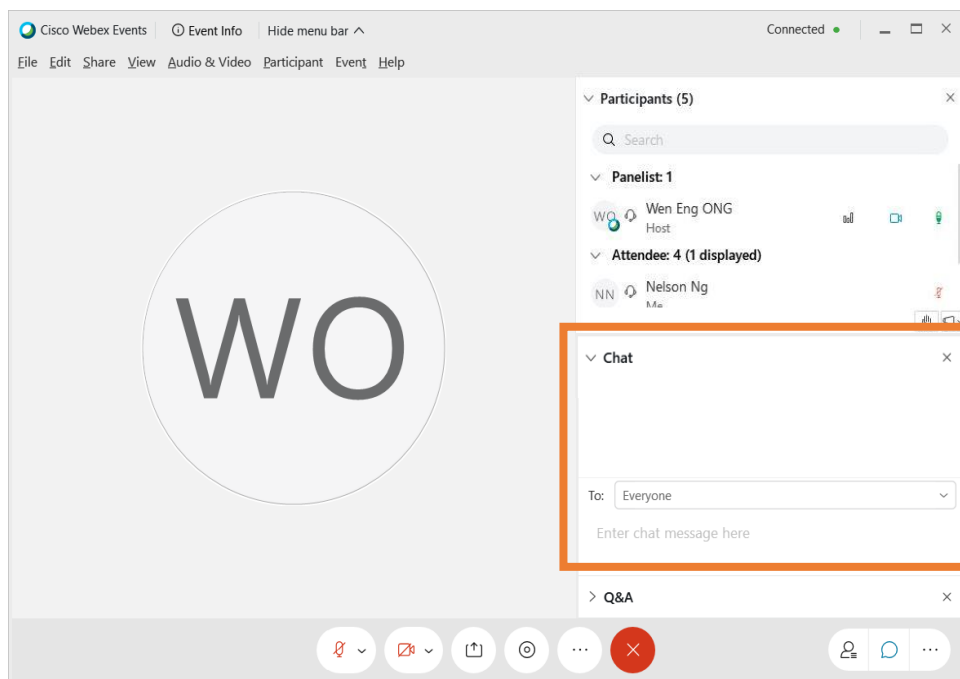 Cisco Webex Events Event Info Hide menu bar Connected
File Edit Share View Audio & Video Participant Event Help
WO
Participants (5)
Search
Panelist: 1
WO Wen Eng ONG
Host
Attendee: 4 (1 displayed)
NN Nelson Ng
Me
Chat
To: Everyone
Enter chat message here
Q&A